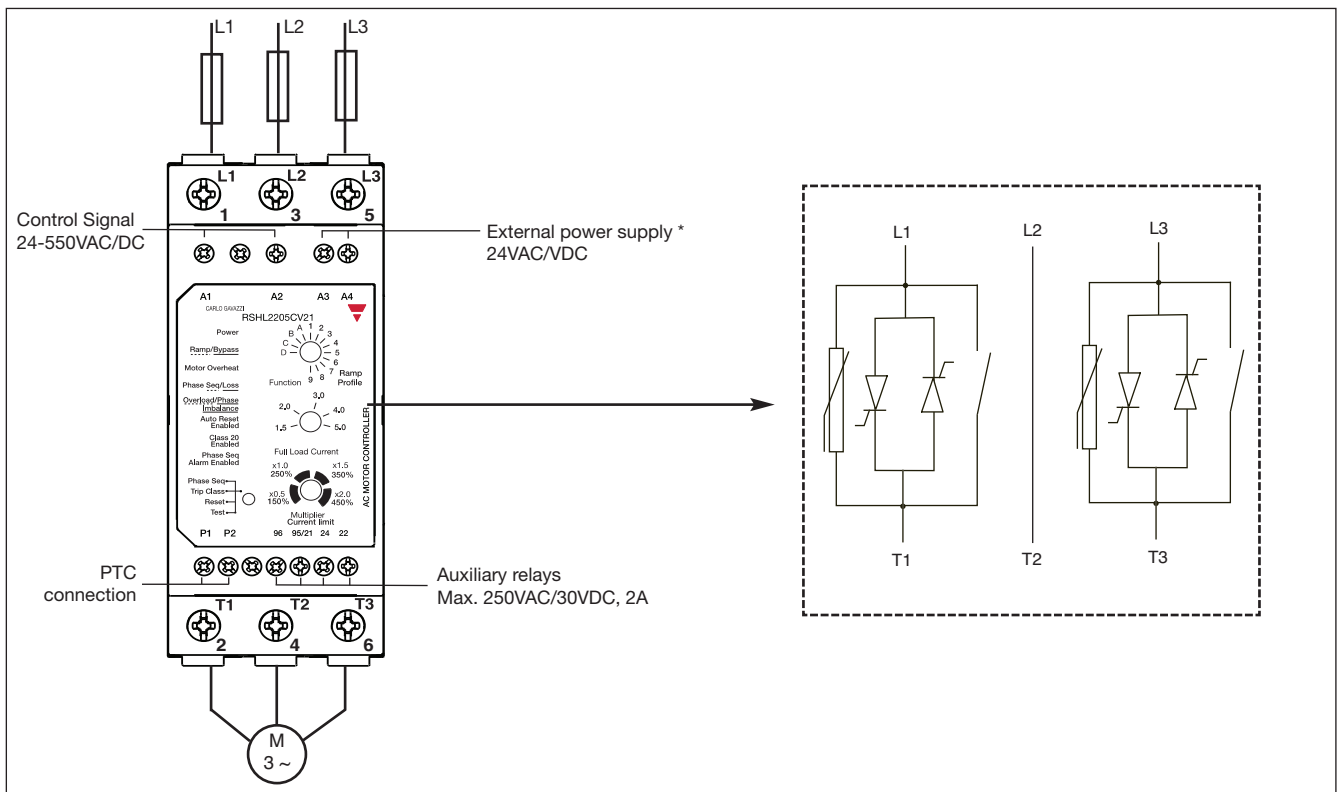 L1 L2 L3
L1 L2 L3
1 3 5
Control Signal
24-550VAC/DC
External power supply *
24VAC/VDC
A1 A2 A3 A4
CARLO GAVAZZI
RSHL2205CV21
Power
Ramp/Bypass
Motor Overheat
Phase Seq/Loss
Overload/Phase
Imbalance
Auto Reset
Enabled
Class 20
Enabled
Phase Seq
Alarm Enabled
Phase Seq
Trip Class
Reset
Test
D C B A 1 2 3 4 5 6 7 8 9
Function
Ramp
Profile
1.5 2.0 3.0 4.0 5.0
Full Load Current
x1.0
250%
x1.5
350%
x0.5
150%
x2.0
450%
Multiplier
Current limit
AC MOTOR CONTROLLER
P1 P2 96 95/21 24 22
PTC
connection
Auxiliary relays
Max. 250VAC/30VDC, 2A
T1 T2 T3
2 4 6
M
3 ~
L1 L2 L3
T1 T2 T3